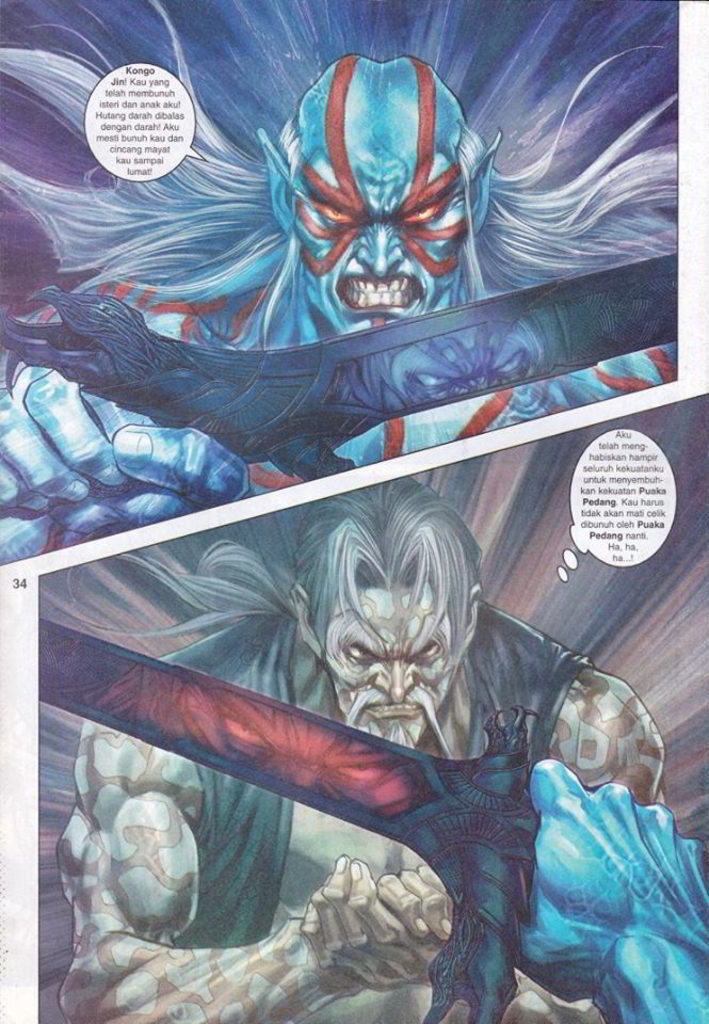 Kongo
Jin! Kau yang
telah membunuh
isteri dan anak aku!
Hutang darah dibalas
dengan darah! Aku
mesti bunuh kau dan
cincang mayat
kau sampai
lumat!
Aku
telah meng-
habiskan hampir
seluruh kekuatanku
untuk menyembuh-
kan kekuatan Puaka
Pedang. Kau harus
tidak akan mati celik
dibunuh oleh Puaka
Pedang nanti.
Ha, ha,
ha...!
34